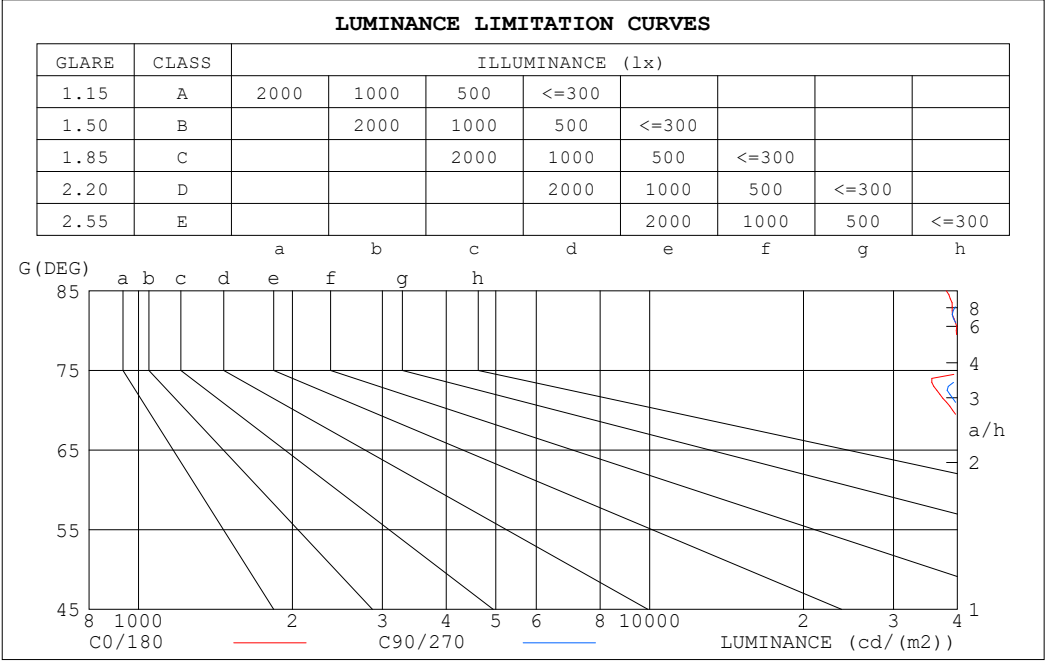 LUMINANCE LIMITATION CURVES
GLARE CLASS ILLUMINANCE (lx)
1.15 A 2000 1000 500 <=300
1.50 B 2000 1000 500 <=300
1.85 C 2000 1000 500 <=300
2.20 D 2000 1000 500 <=300
2.55 E 2000 1000 500 <=300
a b c d e f g h
G(DEG)
a b c d e f g h
85
8
6
75
4
3
a/h
65
2
55
45
1
8 1000 2 3 4 5 6 8 10000 2 3 4
C0/180 C90/270 LUMINANCE (cd/(m2))